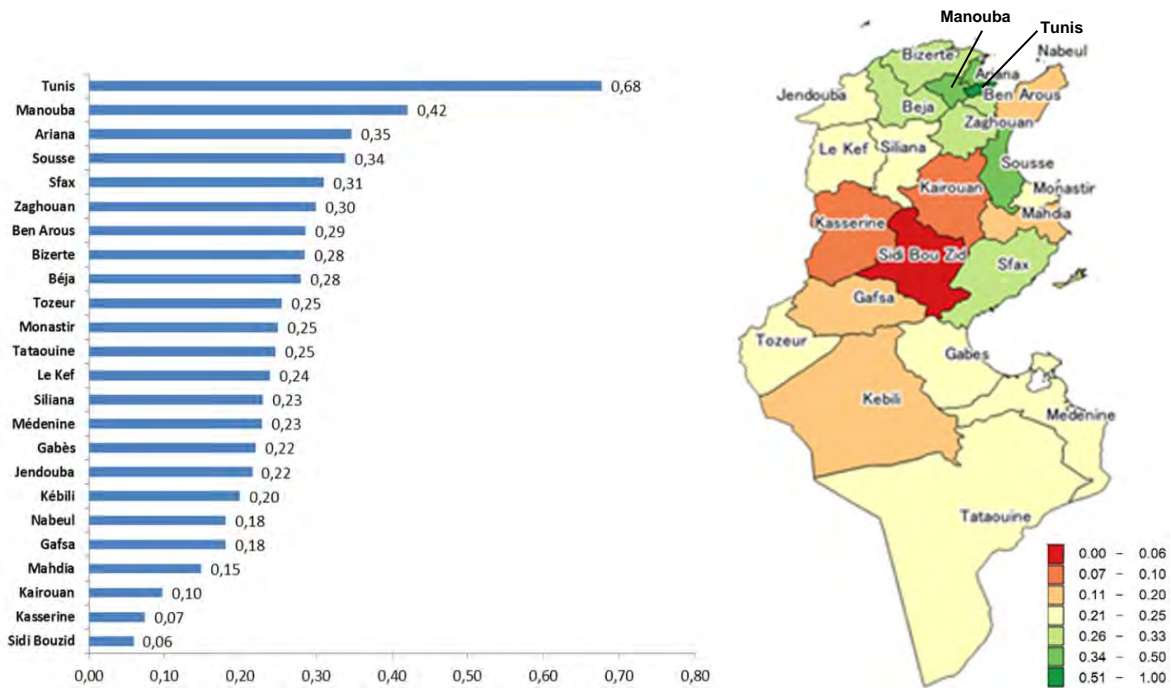 Tunis 0,68
Manouba 0,42
Ariana 0,35
Sousse 0,34
Sfax 0,31
Zaghouan 0,30
Ben Arous 0,29
Bizerte 0,28
Béja 0,28
Tozeur 0,25
Monastir 0,25
Tataouine 0,25
Le Kef 0,24
Siliana 0,23
Médenine 0,23
Gabès 0,22
Jendouba 0,22
Kébili 0,20
Nabeul 0,18
Gafsa 0,18
Mahdia 0,15
Kairouan 0,10
Kasserine 0,07
Sidi Bouzid 0,06
0,00 0,10 0,20 0,30 0,40 0,50 0,60 0,70 0,80
Manouba
Tunis
Bizerte
Nabeul
Ariana
Jendouba
Beja
Ben Arous
Zaghouan
Le Kef
Siliana
Sousse
Kairouan
Monastir
Kasserine
Mahdia
Sidi Bou Zid
Sfax
Gafsa
Tozeur
Gabes
Kebili
Medenine
Tataouine
0.00 – 0.06
0.07 – 0.10
0.11 – 0.20
0.21 – 0.25
0.26 – 0.33
0.34 – 0.50
0.51 – 1.00